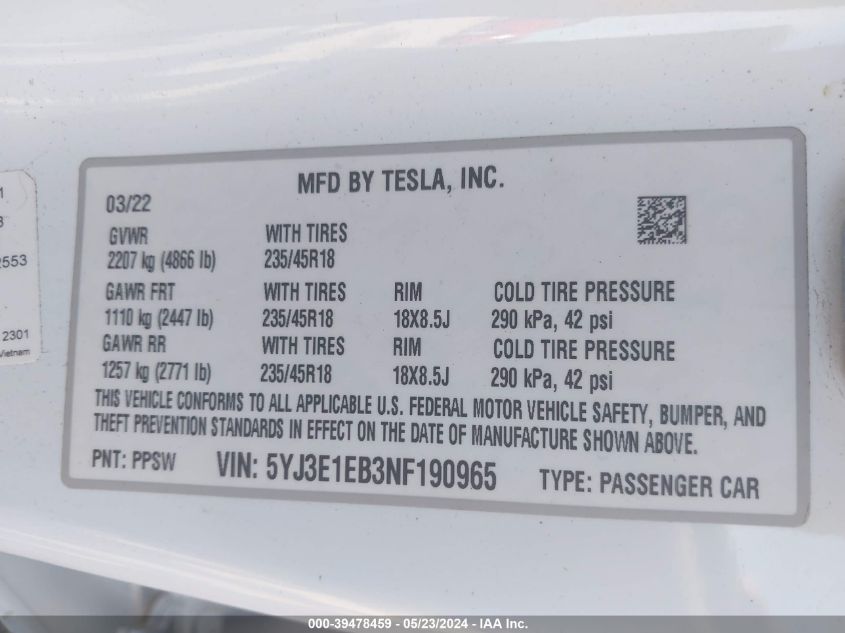 MFD BY TESLA, INC.
03/22
GVWR WITH TIRES
2207 kg (4866 lb) 235/45R18
GAWR FRT WITH TIRES RIM COLD TIRE PRESSURE
1110 kg (2447 lb) 235/45R18 18X8.5J 290 kPa, 42 psi
GAWR RR WITH TIRES RIM COLD TIRE PRESSURE
1257 kg (2771 lb) 235/45R18 18X8.5J 290 kPa, 42 psi
THIS VEHICLE CONFORMS TO ALL APPLICABLE U.S. FEDERAL MOTOR VEHICLE SAFETY, BUMPER, AND
THEFT PREVENTION STANDARDS IN EFFECT ON THE DATE OF MANUFACTURE SHOWN ABOVE.
PNT: PPSW VIN: 5YJ3E1EB3NF190965 TYPE: PASSENGER CAR
2301
Vietnam
000-39478459 - 05/23/2024 - IAA Inc.